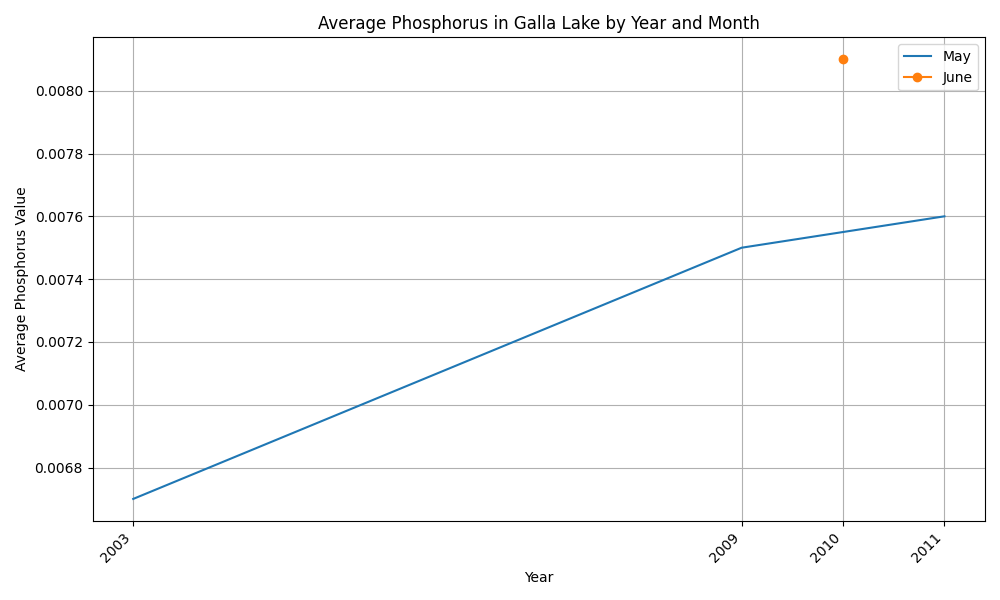 Average Phosphorus in Galla Lake by Year and Month
May
June
0.0080
0.0078
0.0076
0.0074
0.0072
0.0070
0.0068
Average Phosphorus Value
2003
2009
2010
2011
Year